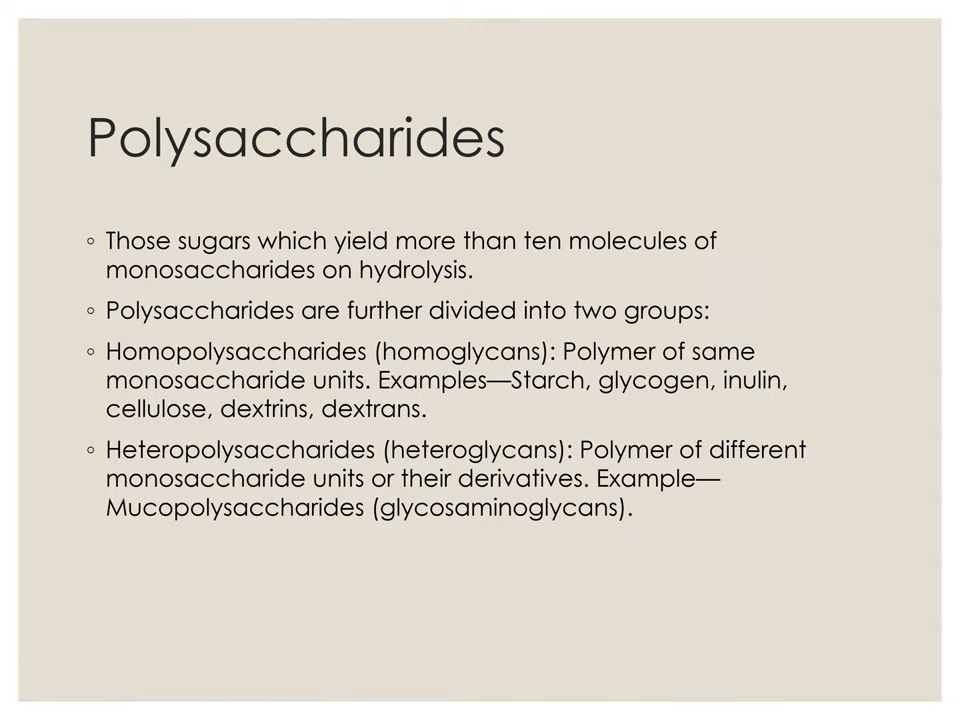 Polysaccharides
◦ Those sugars which yield more than ten molecules of
monosaccharides on hydrolysis.
◦ Polysaccharides are further divided into two groups:
◦ Homopolysaccharides (homoglycans): Polymer of same
monosaccharide units. Examples—Starch, glycogen, inulin,
cellulose, dextrins, dextrans.
◦ Heteropolysaccharides (heteroglycans): Polymer of different
monosaccharide units or their derivatives. Example—
Mucopolysaccharides (glycosaminoglycans).